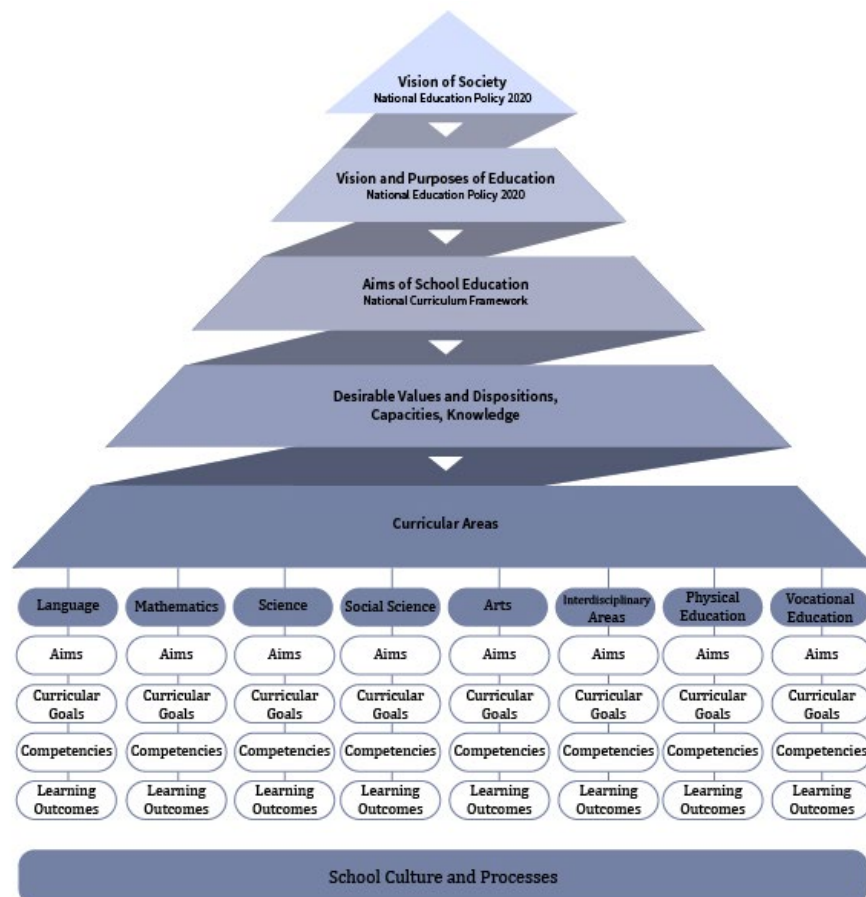 Vision of Society
National Education Policy 2020
Vision and Purposes of Education
National Education Policy 2020
Aims of School Education
National Curriculum Framework
Desirable Values and Dispositions,
Capacities, Knowledge
Curricular Areas
Language
Mathematics
Science
Social Science
Arts
Interdisciplinary
Areas
Physical
Education
Vocational
Education
Aims
Aims
Aims
Aims
Aims
Aims
Aims
Aims
Curricular
Goals
Curricular
Goals
Curricular
Goals
Curricular
Goals
Curricular
Goals
Curricular
Goals
Curricular
Goals
Curricular
Goals
Competencies
Competencies
Competencies
Competencies
Competencies
Competencies
Competencies
Competencies
Learning
Outcomes
Learning
Outcomes
Learning
Outcomes
Learning
Outcomes
Learning
Outcomes
Learning
Outcomes
Learning
Outcomes
Learning
Outcomes
School Culture and Processes